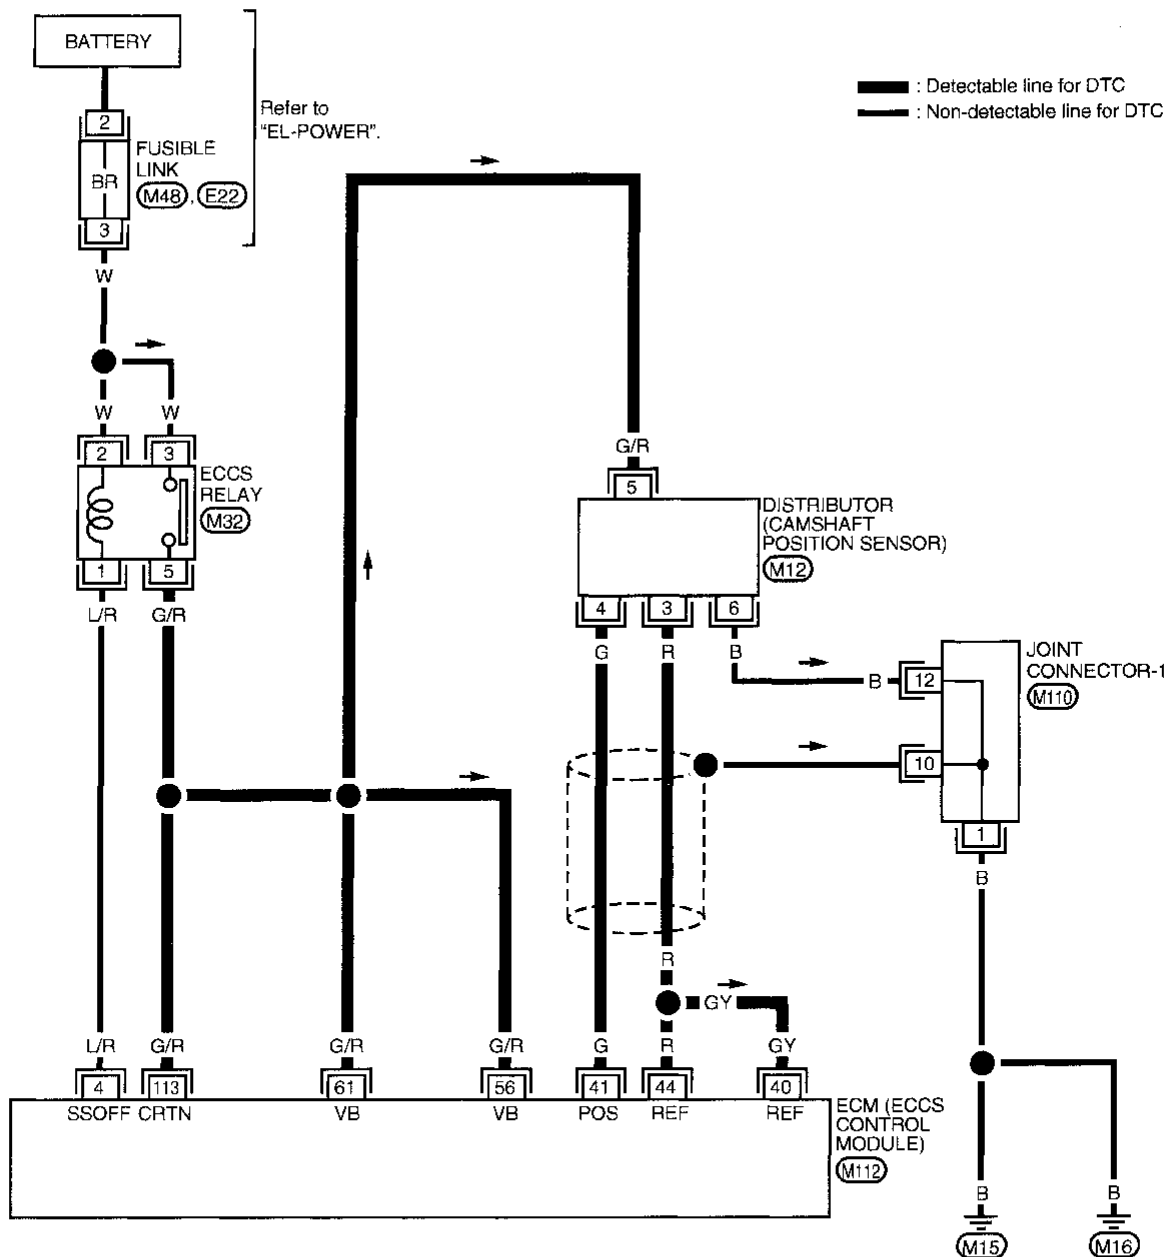 BATTERY
Refer to
"EL-POWER".
: Detectable line for DTC
: Non-detectable line for DTC
2
FUSIBLE
LINK
BR
M48, E22
3
W
W W
2 3
ECCS
RELAY
M32
1 5
L/R G/R
G/R
5
DISTRIBUTOR
(CAMSHAFT
POSITION SENSOR)
M12
4 3 6
G R B
B 12
JOINT
CONNECTOR-1
M110
10
1
B
R
GY
L/R G/R G/R G/R G R GY
4 113 61 56 41 44 40
SSOFF CRTN VB VB POS REF REF
ECM (ECCS
CONTROL
MODULE)
M112
B B
M15 M16